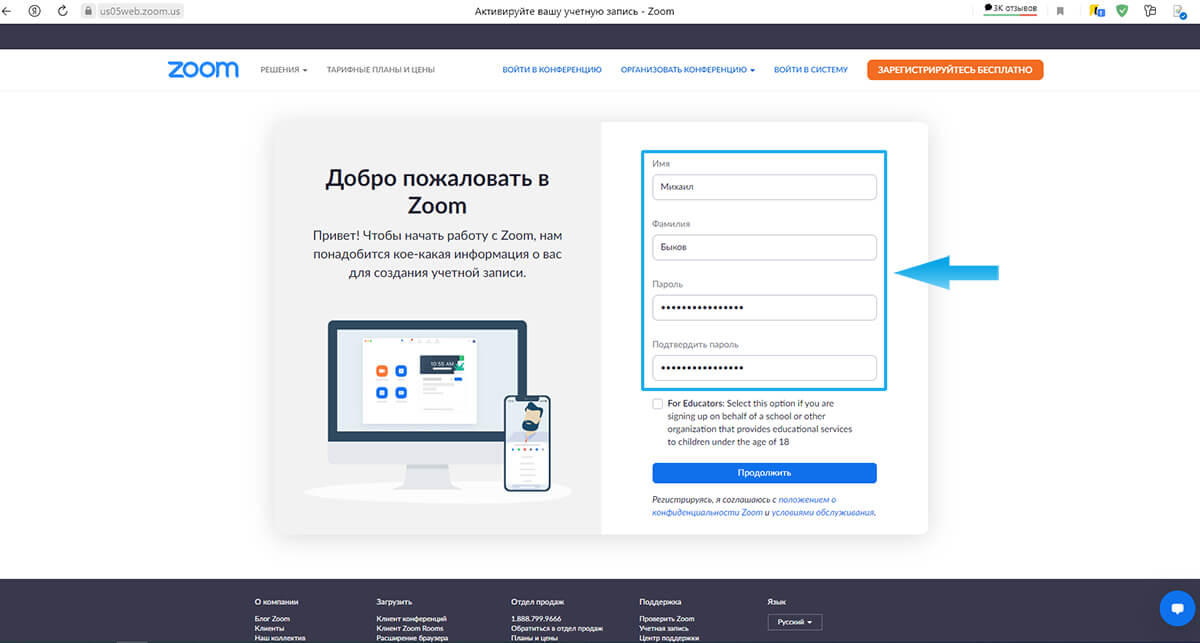 us05web.zoom.us
Активируйте вашу учетную запись - Zoom
3К отзывов
zoom
РЕШЕНИЯ
ТАРИФНЫЕ ПЛАНЫ И ЦЕНЫ
ВОЙТИ В КОНФЕРЕНЦИЮ
ОРГАНИЗОВАТЬ КОНФЕРЕНЦИЮ
ВОЙТИ В СИСТЕМУ
ЗАРЕГИСТРИРУЙТЕСЬ БЕСПЛАТНО
Добро пожаловать в
Zoom
Привет! Чтобы начать работу с Zoom, нам
понадобится кое-какая информация о вас
для создания учетной записи.
10:55 AM
Имя
Михаил
Фамилия
Быков
Пароль
••••••••••••••••
Подтвердить пароль
••••••••••••••••
For Educators: Select this option if you are
signing up on behalf of a school or other
organization that provides educational services
to children under the age of 18
Продолжить
Регистрируясь, я соглашаюсь с положением о
конфиденциальности Zoom и условиями обслуживания.
О компании
Блог Zoom
Клиенты
Наш коллектив
Загрузить
Клиент конференций
Клиент Zoom Rooms
Расширение браузера
Отдел продаж
1.888.799.9666
Обратиться в отдел продаж
Планы и цены
Поддержка
Проверить Zoom
Учетная запись
Центр поддержки
Язык
Русский